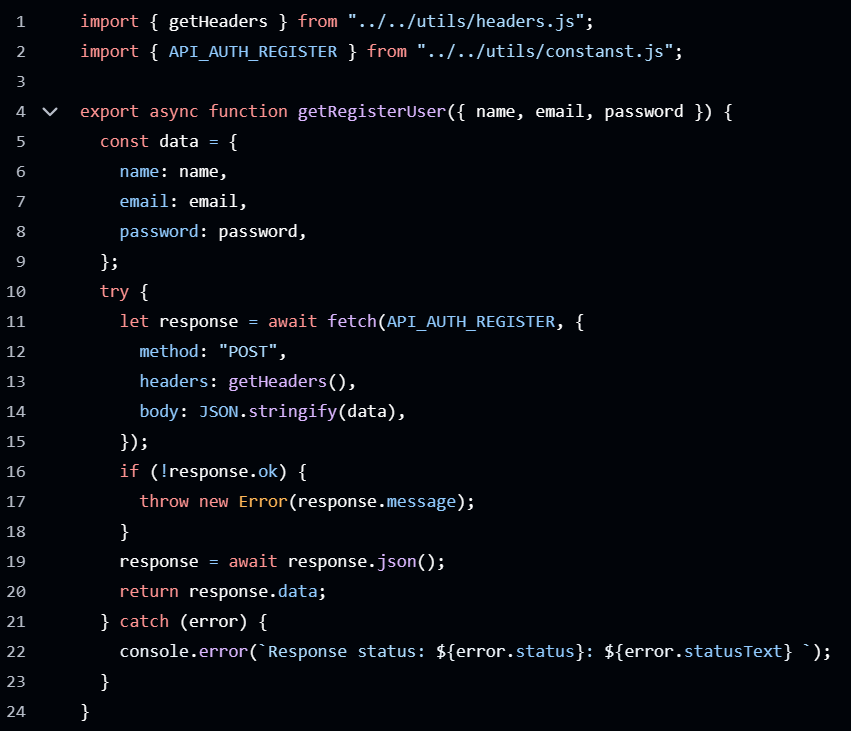 1 import { getHeaders } from "../../utils/headers.js";
2 import { API_AUTH_REGISTER } from "../../utils/constanst.js";
3
4 export async function getRegisterUser({ name, email, password }) {
5 const data = {
6 name: name,
7 email: email,
8 password: password,
9 };
10 try {
11 let response = await fetch(API_AUTH_REGISTER, {
12 method: "POST",
13 headers: getHeaders(),
14 body: JSON.stringify(data),
15 });
16 if (!response.ok) {
17 throw new Error(response.message);
18 }
19 response = await response.json();
20 return response.data;
21 } catch (error) {
22 console.error(`Response status: ${error.status}: ${error.statusText} `);
23 }
24 }